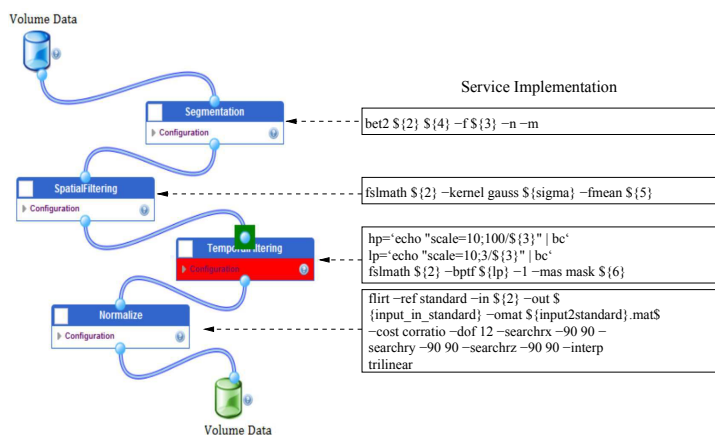 Volume Data
Service Implementation
Segmentation
Configuration
bet2 ${2} ${4} −f ${3} −n −m
SpatialFiltering
Configuration
fslmath ${2} −kernel gauss ${sigma} −fmean ${5}
TemporalFiltering
Configuration
hp=‘echo "scale=10;100/${3}" | bc‘
lp=‘echo "scale=10;3/${3}" | bc‘
fslmath ${2} −bptf ${lp} −1 −mas mask ${6}
Normalize
Configuration
flirt −ref standard −in ${2} −out $
{input_in_standard} −omat ${input2standard}.mat$
−cost corratio −dof 12 −searchrx −90 90 −
searchry −90 90 −searchrz −90 90 −interp
trilinear
Volume Data